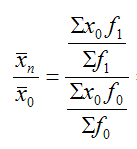 x̄ₙ / x̄₀ = (Σx₀f₁ / Σf₁) / (Σx₀f₀ / Σf₀)